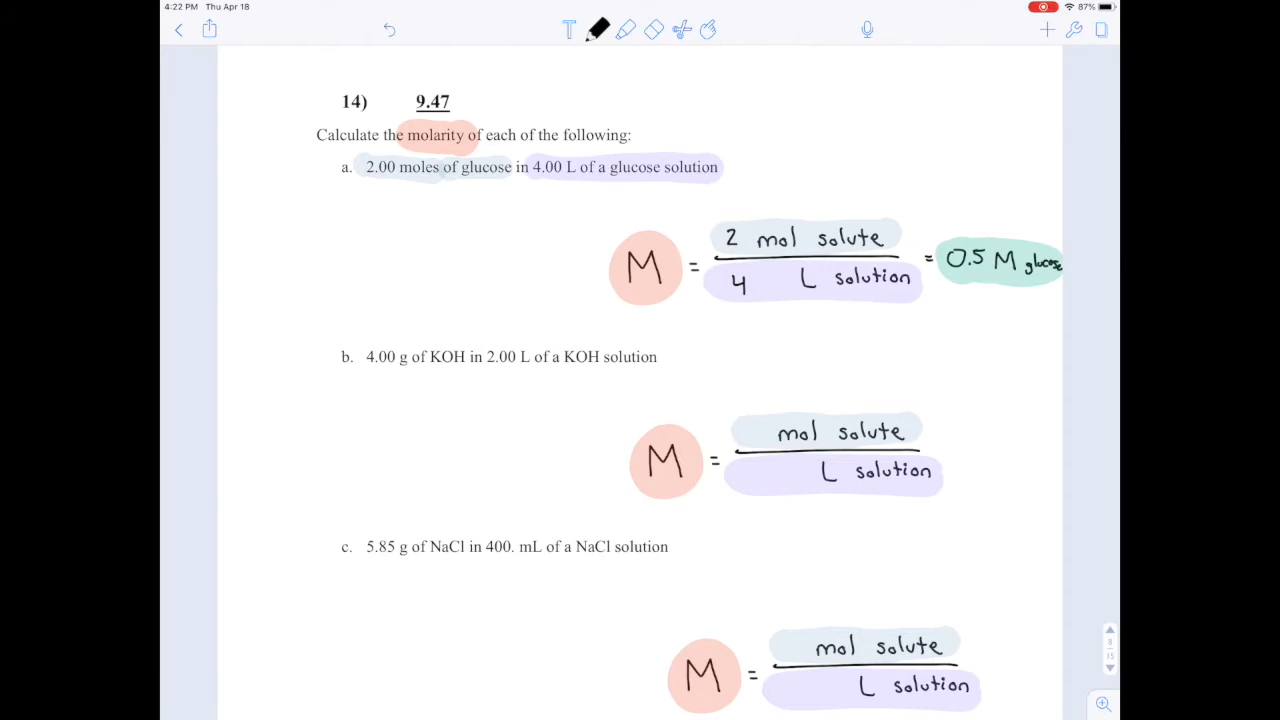 4:22 PM Thu Apr 18
87%
14) 9.47
Calculate the molarity of each of the following:
a. 2.00 moles of glucose in 4.00 L of a glucose solution
M = 2 mol solute
4 L solution
= 0.5 M glucose
b. 4.00 g of KOH in 2.00 L of a KOH solution
M = mol solute
L solution
c. 5.85 g of NaCl in 400. mL of a NaCl solution
M = mol solute
L solution
8
15